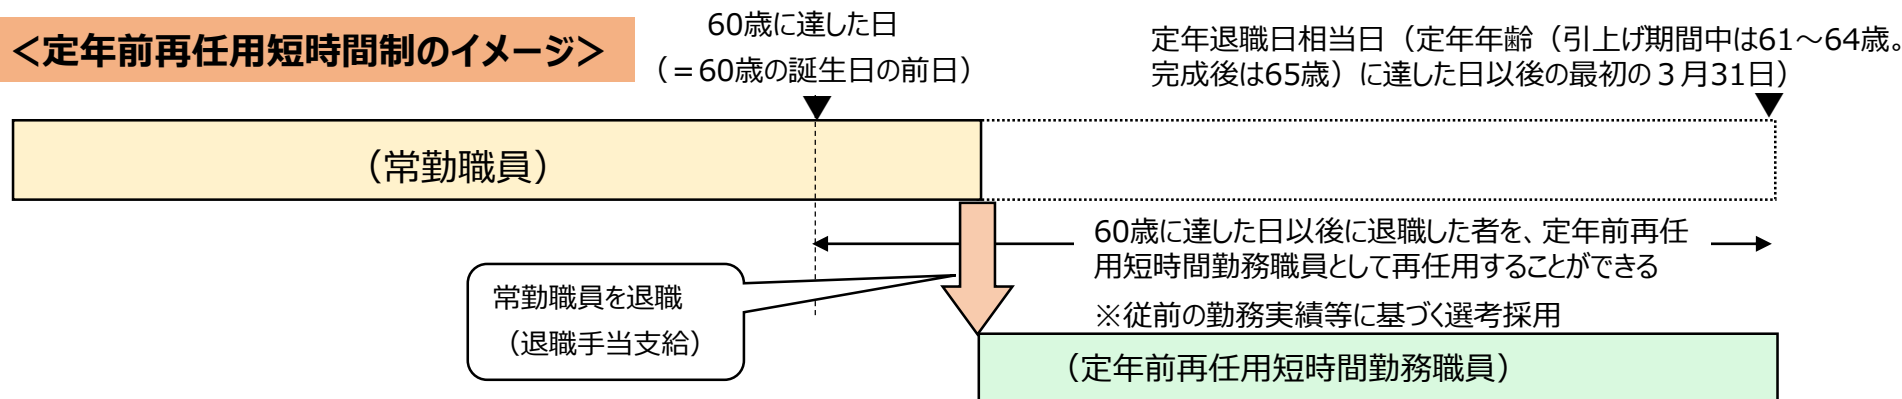 ＜定年前再任用短時間制のイメージ＞
60歳に達した日
（＝60歳の誕生日の前日）
定年退職日相当日（定年年齢（引上げ期間中は61～64歳。
完成後は65歳）に達した日以後の最初の３月31日）
（常勤職員）
60歳に達した日以後に退職した者を、定年前再任
用短時間勤務職員として再任用することができる
※従前の勤務実績等に基づく選考採用
常勤職員を退職
（退職手当支給）
（定年前再任用短時間勤務職員）